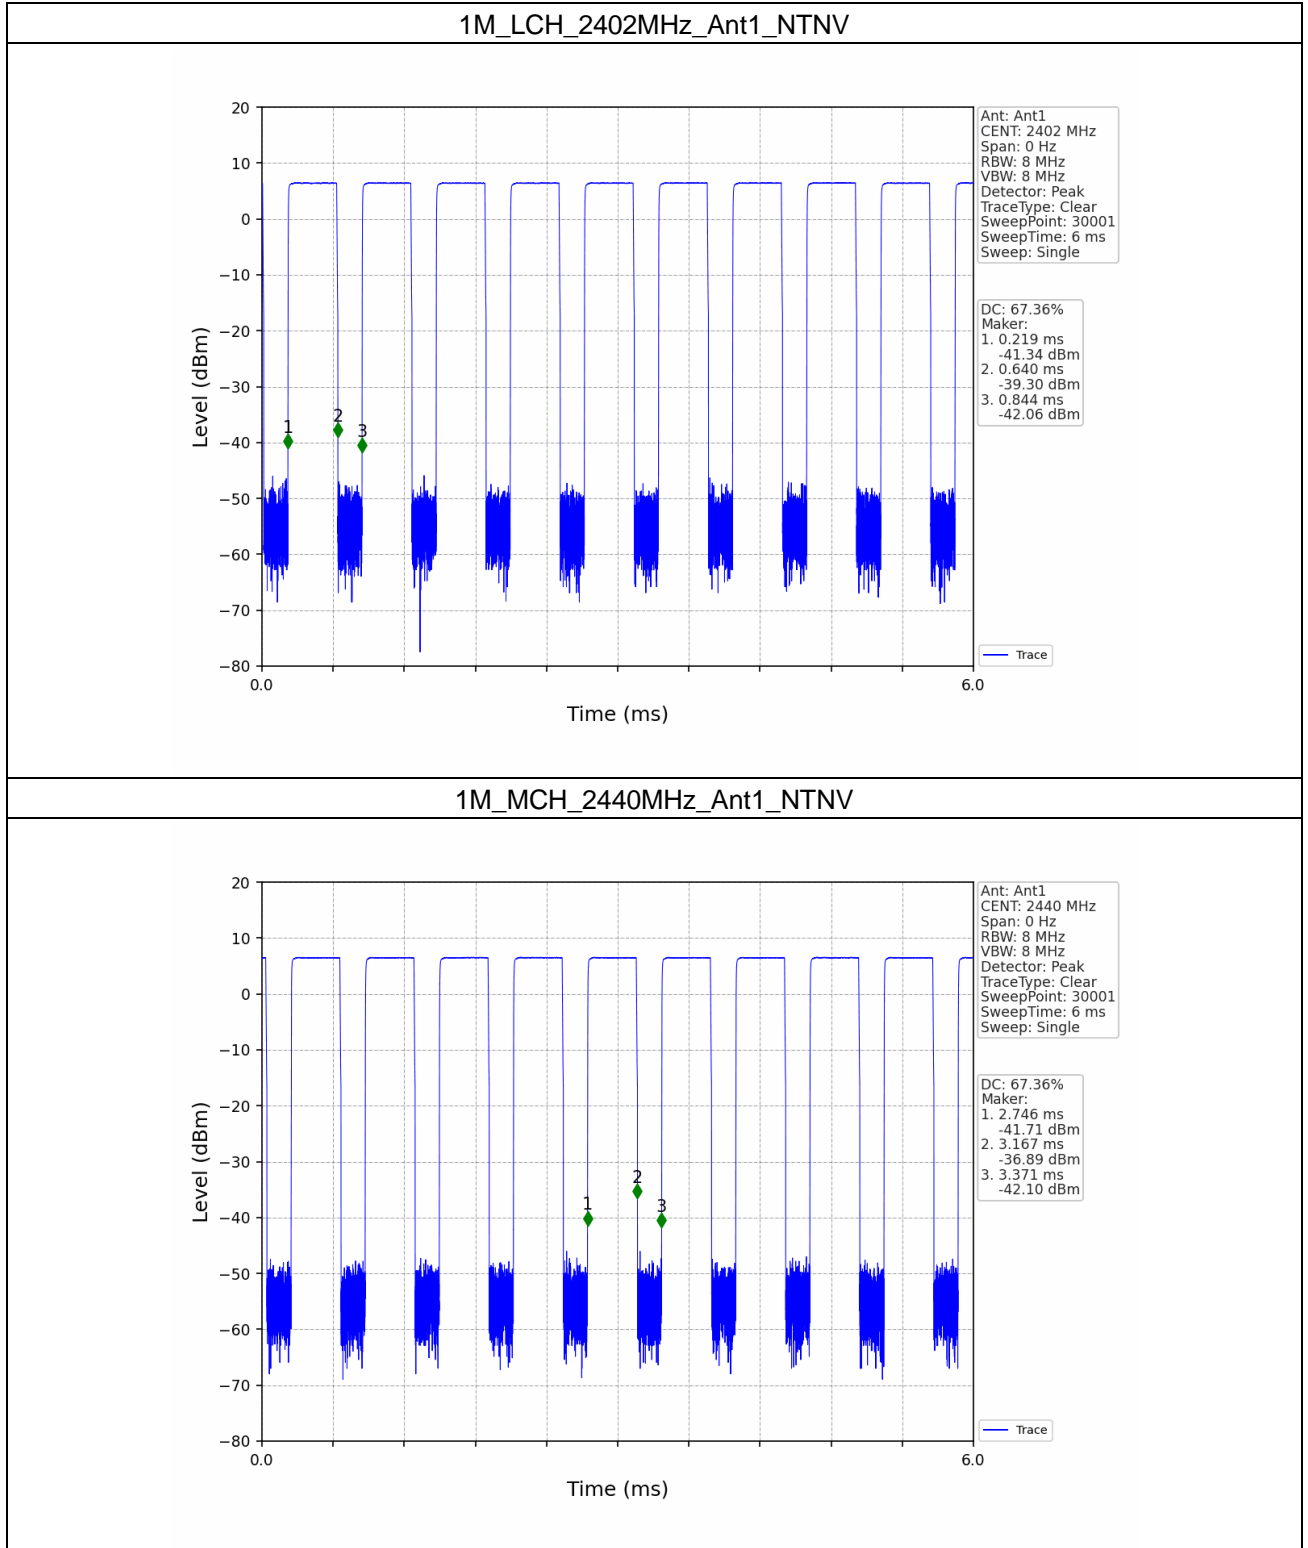 1M_LCH_2402MHz_Ant1_NTNV
20
10
0
−10
−20
−30
−40
−50
−60
−70
−80
Level (dBm)
1
2
3
0.0
6.0
Time (ms)
Ant: Ant1
CENT: 2402 MHz
Span: 0 Hz
RBW: 8 MHz
VBW: 8 MHz
Detector: Peak
TraceType: Clear
SweepPoint: 30001
SweepTime: 6 ms
Sweep: Single
DC: 67.36%
Maker:
1. 0.219 ms
-41.34 dBm
2. 0.640 ms
-39.30 dBm
3. 0.844 ms
-42.06 dBm
Trace
1M_MCH_2440MHz_Ant1_NTNV
20
10
0
−10
−20
−30
−40
−50
−60
−70
−80
Level (dBm)
1
2
3
0.0
6.0
Time (ms)
Ant: Ant1
CENT: 2440 MHz
Span: 0 Hz
RBW: 8 MHz
VBW: 8 MHz
Detector: Peak
TraceType: Clear
SweepPoint: 30001
SweepTime: 6 ms
Sweep: Single
DC: 67.36%
Maker:
1. 2.746 ms
-41.71 dBm
2. 3.167 ms
-36.89 dBm
3. 3.371 ms
-42.10 dBm
Trace